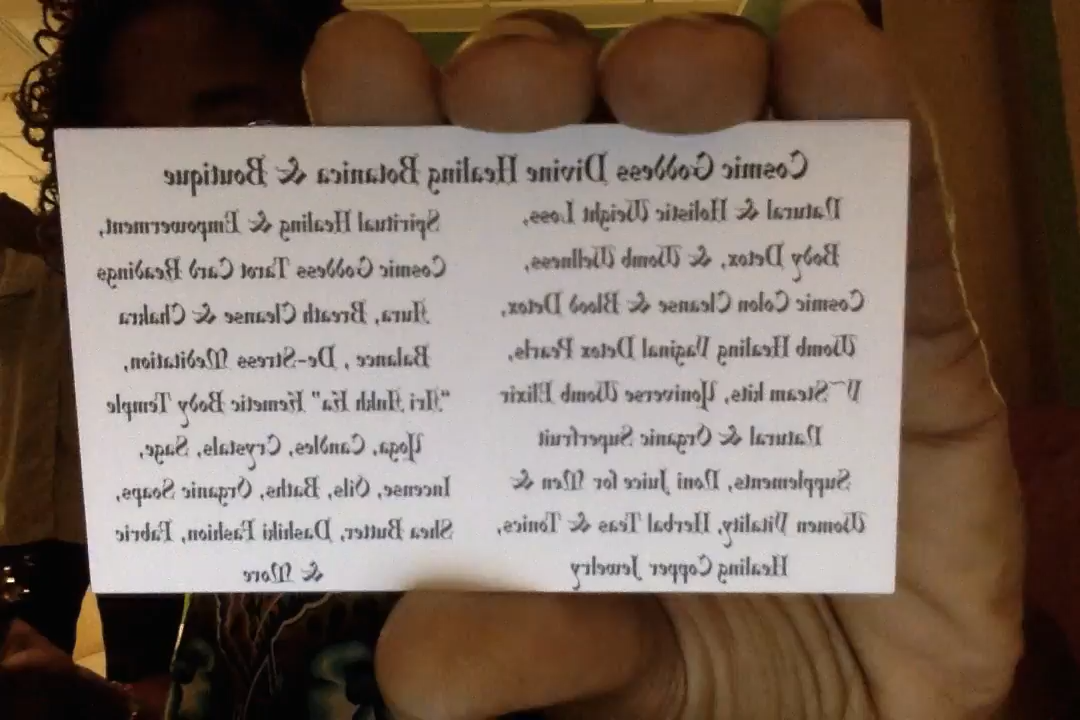 Cosmic Goddess Divine Healing Botanica & Boutique
Natural & Holistic Weight Loss,
Body Detox, & Womb Wellness,
Cosmic Colon Cleanse & Blood Detox,
Womb Healing Vaginal Detox Pearls,
V~Steam kits, Yoniverse Womb Elixir
Natural & Organic Superfruit
Supplements, Noni Juice for Men &
Women Vitality, Herbal Teas & Tonics,
Healing Copper Jewelry
Spiritual Healing & Empowerment,
Cosmic Goddess Tarot Card Readings
Aura, Breath Cleanse & Chakra
Balance , De-Stress Meditation,
"Ari Ankh Ka" Kemetic Body Temple
Yoga, Candles, Crystals, Sage,
Incense, Oils, Baths, Organic Soaps,
Shea Butter, Dashiki Fashion, Fabric
& More